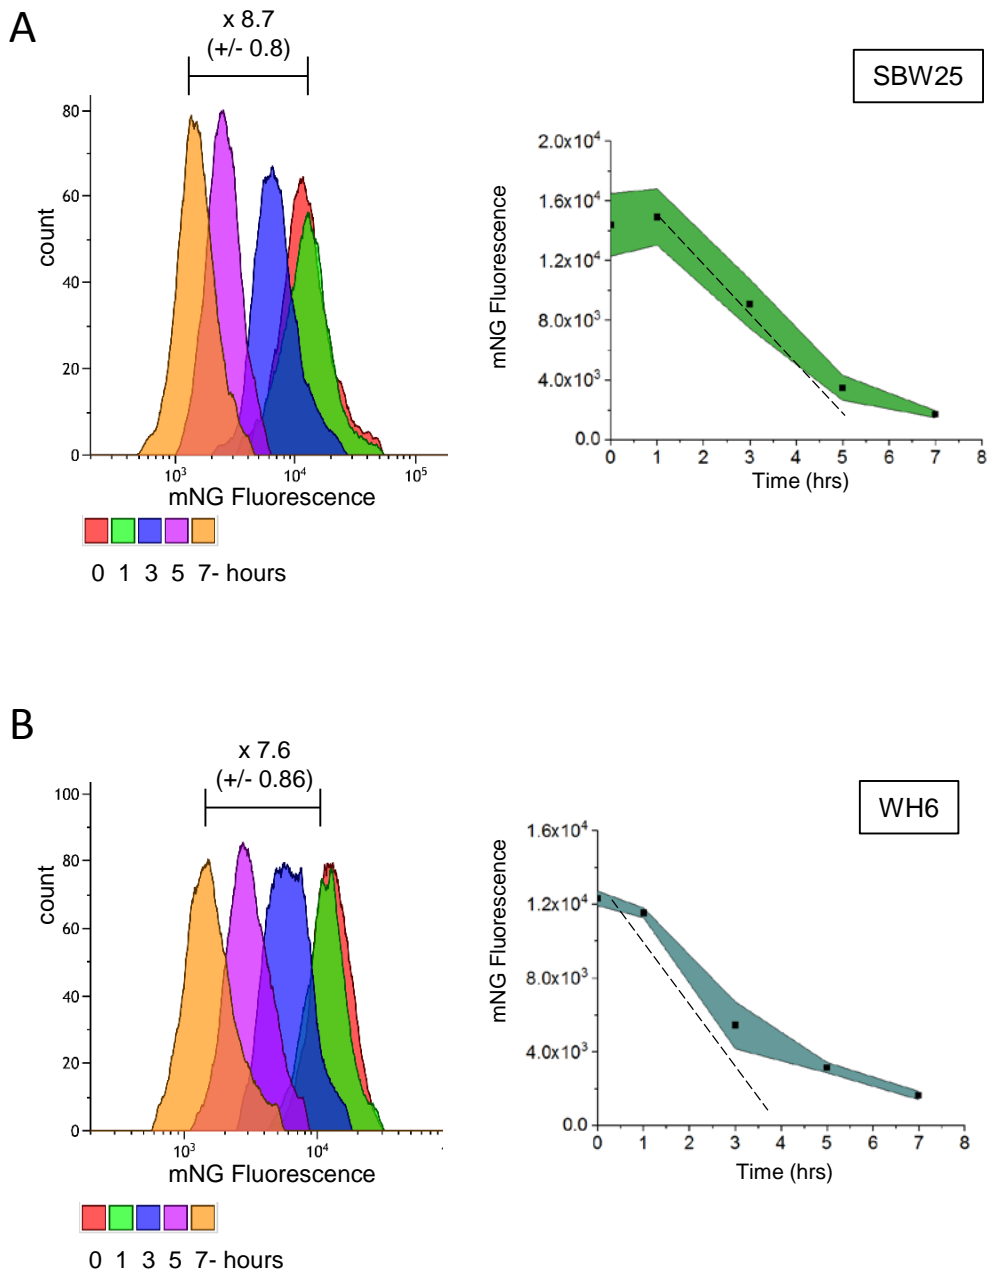 A
x 8.7
(+/- 0.8)
SBW25
80
60
40
20
0
count
10³
10⁴
10⁵
mNG Fluorescence
0 1 3 5 7- hours
2.0x10⁴
1.6x10⁴
1.2x10⁴
8.0x10³
4.0x10³
0.0
mNG Fluorescence
0 1 2 3 4 5 6 7 8
Time (hrs)
B
x 7.6
(+/- 0.86)
WH6
100
80
60
40
20
0
count
10³
10⁴
mNG Fluorescence
0 1 3 5 7- hours
1.6x10⁴
1.2x10⁴
8.0x10³
4.0x10³
0.0
mNG Fluorescence
0 1 2 3 4 5 6 7 8
Time (hrs)